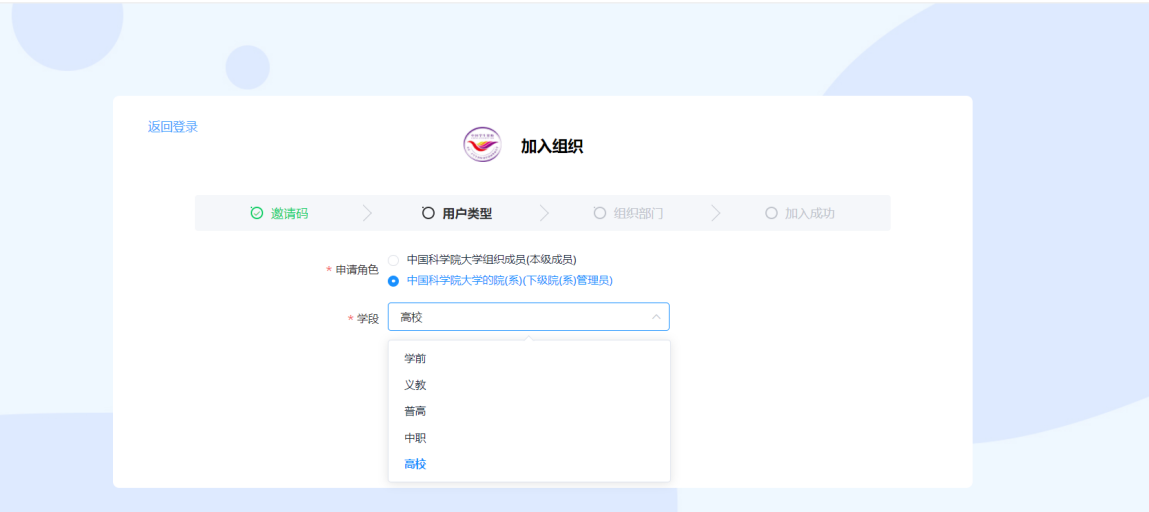 返回登录
加入组织
邀请码
用户类型
组织部门
加入成功
* 申请角色
中国科学院大学组织成员(本级成员)
中国科学院大学的院(系)(下级院(系)管理员)
* 学段
高校
学前
义教
普高
中职
高校